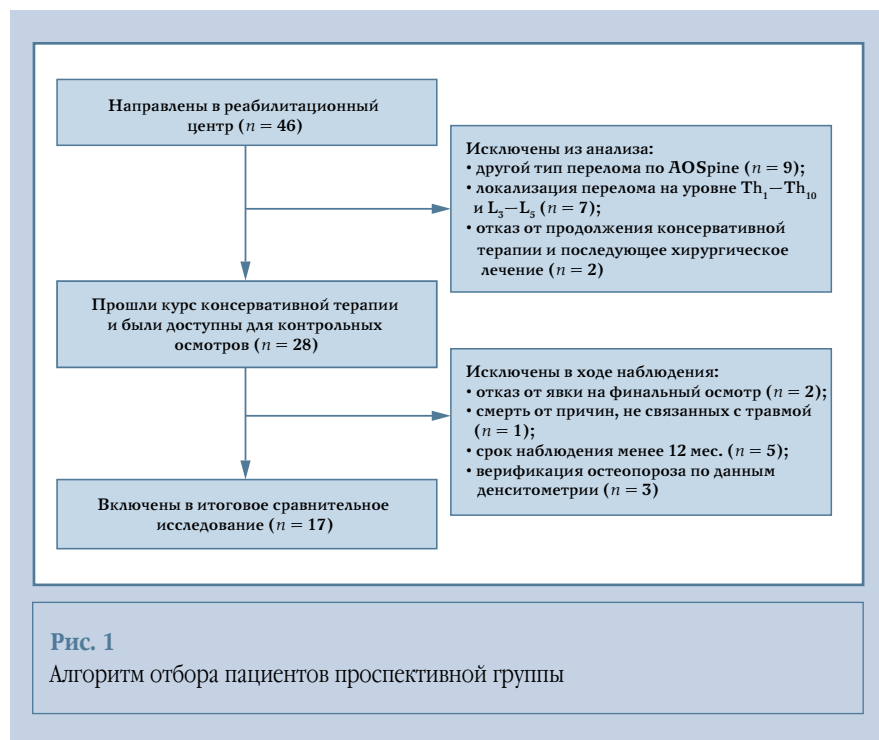 Направлены в реабилитационный
центр (n = 46)
Исключены из анализа:
• другой тип перелома по AOSpine (n = 9);
• локализация перелома на уровне Th₁—Th₁₀
и L₃—L₅ (n = 7);
• отказ от продолжения консервативной
терапии и последующее хирургическое
лечение (n = 2)
Прошли курс консервативной терапии
и были доступны для контрольных
осмотров (n = 28)
Исключены в ходе наблюдения:
• отказ от явки на финальный осмотр (n = 2);
• смерть от причин, не связанных с травмой
(n = 1);
• срок наблюдения менее 12 мес. (n = 5);
• верификация остеопороза по данным
денситометрии (n = 3)
Включены в итоговое сравнительное
исследование (n = 17)
Рис. 1
Алгоритм отбора пациентов проспективной группы